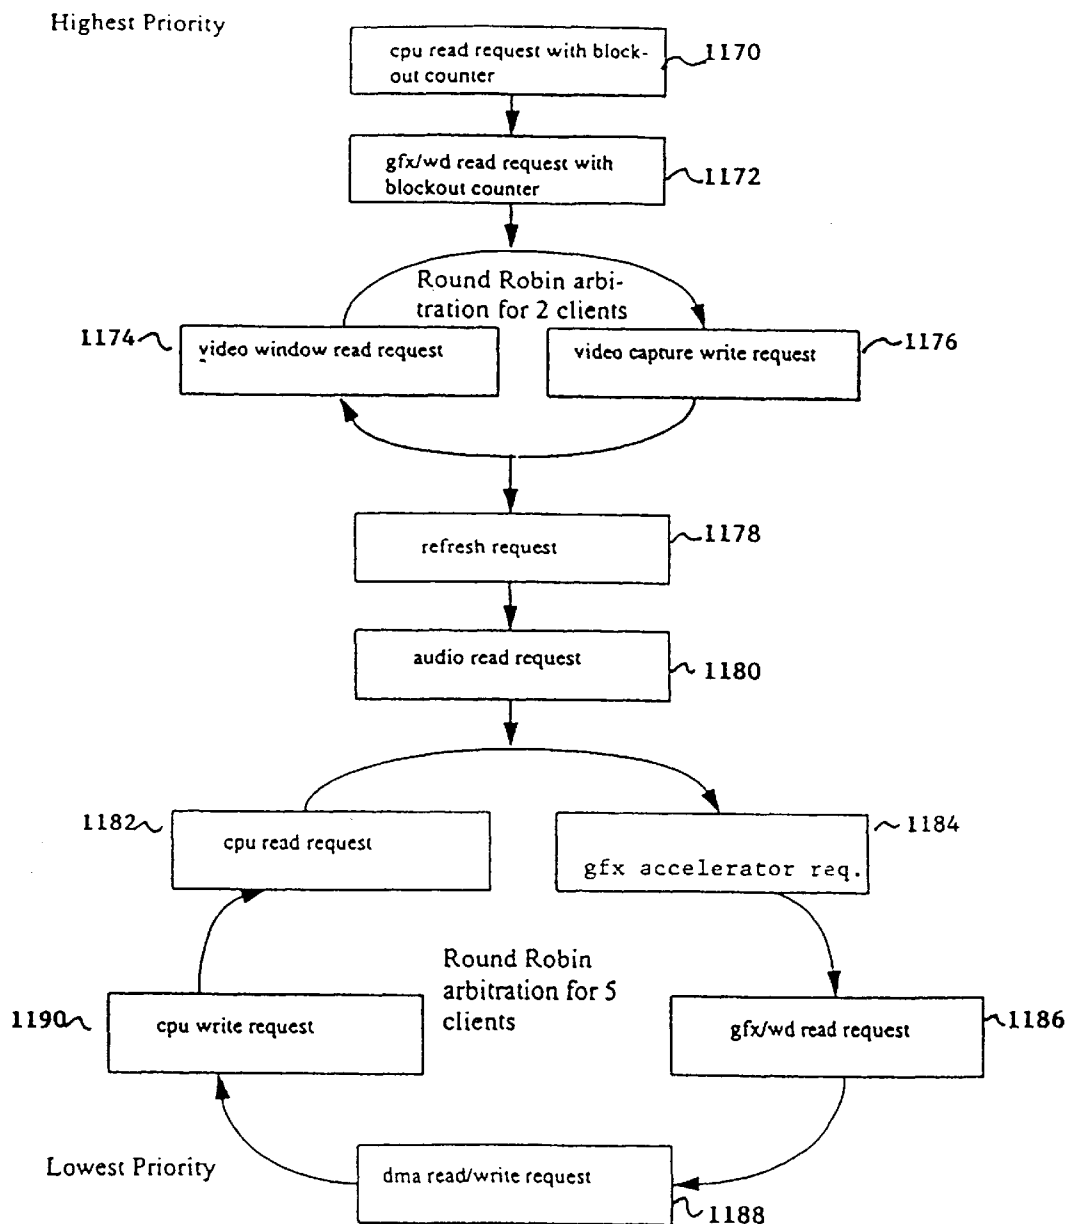 Highest Priority
cpu read request with block-
out counter
1170
gfx/wd read request with
blockout counter
1172
Round Robin arbi-
tration for 2 clients
1174
video window read request
video capture write request
1176
refresh request
1178
audio read request
1180
1182
cpu read request
1184
gfx accelerator req.
Round Robin
arbitration for 5
clients
1190
cpu write request
gfx/wd read request
1186
Lowest Priority
dma read/write request
1188